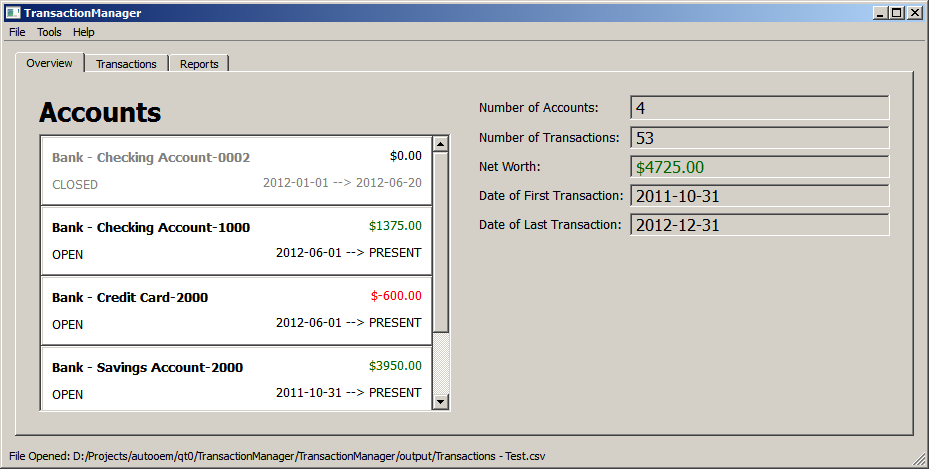 TransactionManager
File Tools Help
Overview Transactions Reports
Accounts
Bank - Checking Account-0002 $0.00
CLOSED 2012-01-01 --> 2012-06-20
Bank - Checking Account-1000 $1375.00
OPEN 2012-06-01 --> PRESENT
Bank - Credit Card-2000 $-600.00
OPEN 2012-06-01 --> PRESENT
Bank - Savings Account-2000 $3950.00
OPEN 2011-10-31 --> PRESENT
Number of Accounts: 4
Number of Transactions: 53
Net Worth: $4725.00
Date of First Transaction: 2011-10-31
Date of Last Transaction: 2012-12-31
File Opened: D:/Projects/autooem/qt0/TransactionManager/TransactionManager/output/Transactions - Test.csv